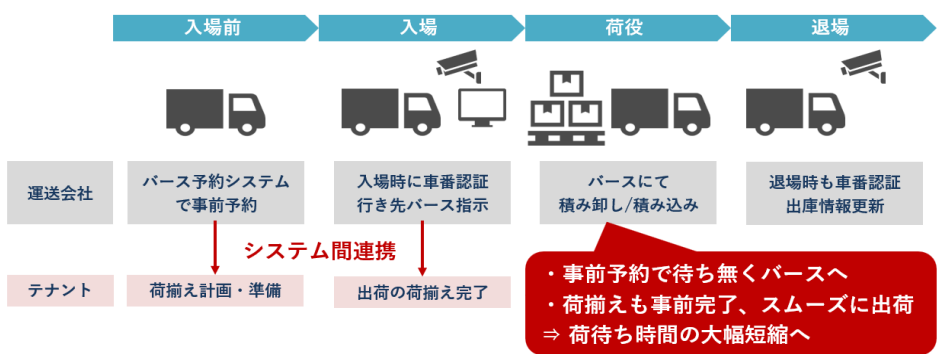 入場前
入場
荷役
退場
運送会社
バース予約システム
で事前予約
入場時に車番認証
行き先バース指示
バースにて
積み卸し/積み込み
退場時も車番認証
出庫情報更新
システム間連携
テナント
荷揃え計画・準備
出荷の荷揃え完了
・事前予約で待ち無くバースへ
・荷揃えも事前完了、スムーズに出荷
⇒ 荷待ち時間の大幅短縮へ